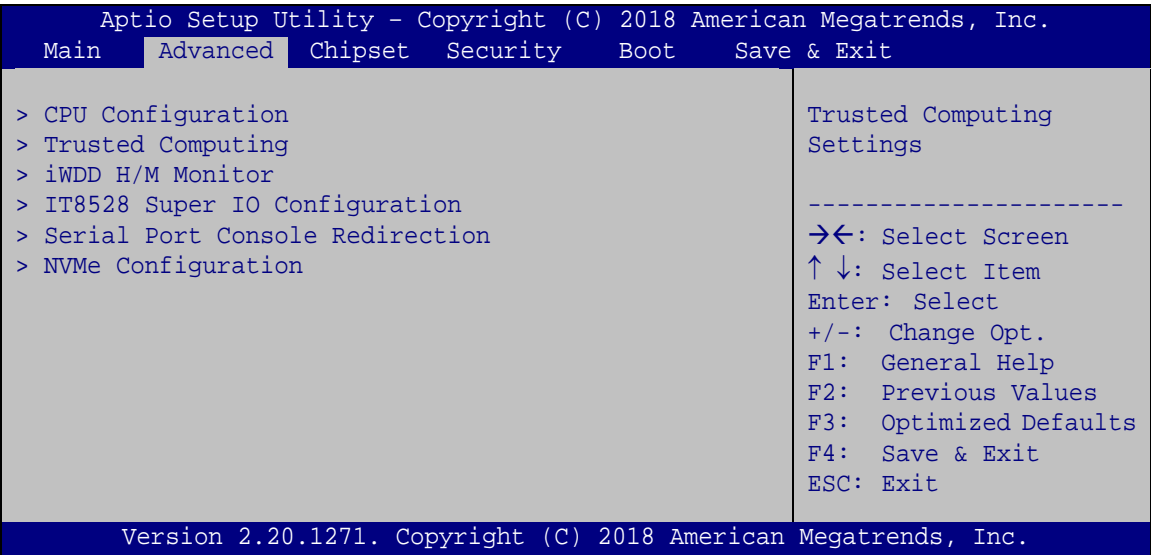 Aptio Setup Utility – Copyright (C) 2018 American Megatrends, Inc.
Main Advanced Chipset Security Boot Save & Exit
> CPU Configuration
> Trusted Computing
> iWDD H/M Monitor
> IT8528 Super IO Configuration
> Serial Port Console Redirection
> NVMe Configuration
Trusted Computing
Settings
----------------------
→←: Select Screen
↑ ↓: Select Item
Enter: Select
+/-: Change Opt.
F1: General Help
F2: Previous Values
F3: Optimized Defaults
F4: Save & Exit
ESC: Exit
Version 2.20.1271. Copyright (C) 2018 American Megatrends, Inc.